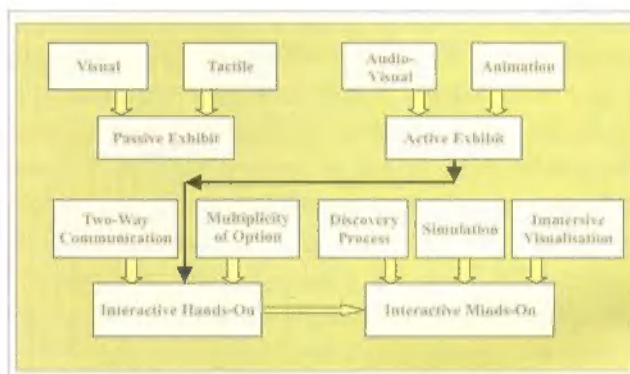 Visual
Tactile
Audio-
Visual
Animation
Passive Exhibit
Active Exhibit
Two-Way
Communication
Multiplicity
of Option
Discovery
Process
Simulation
Immersive
Visualisation
Interactive Hands-On
Interactive Minds-On